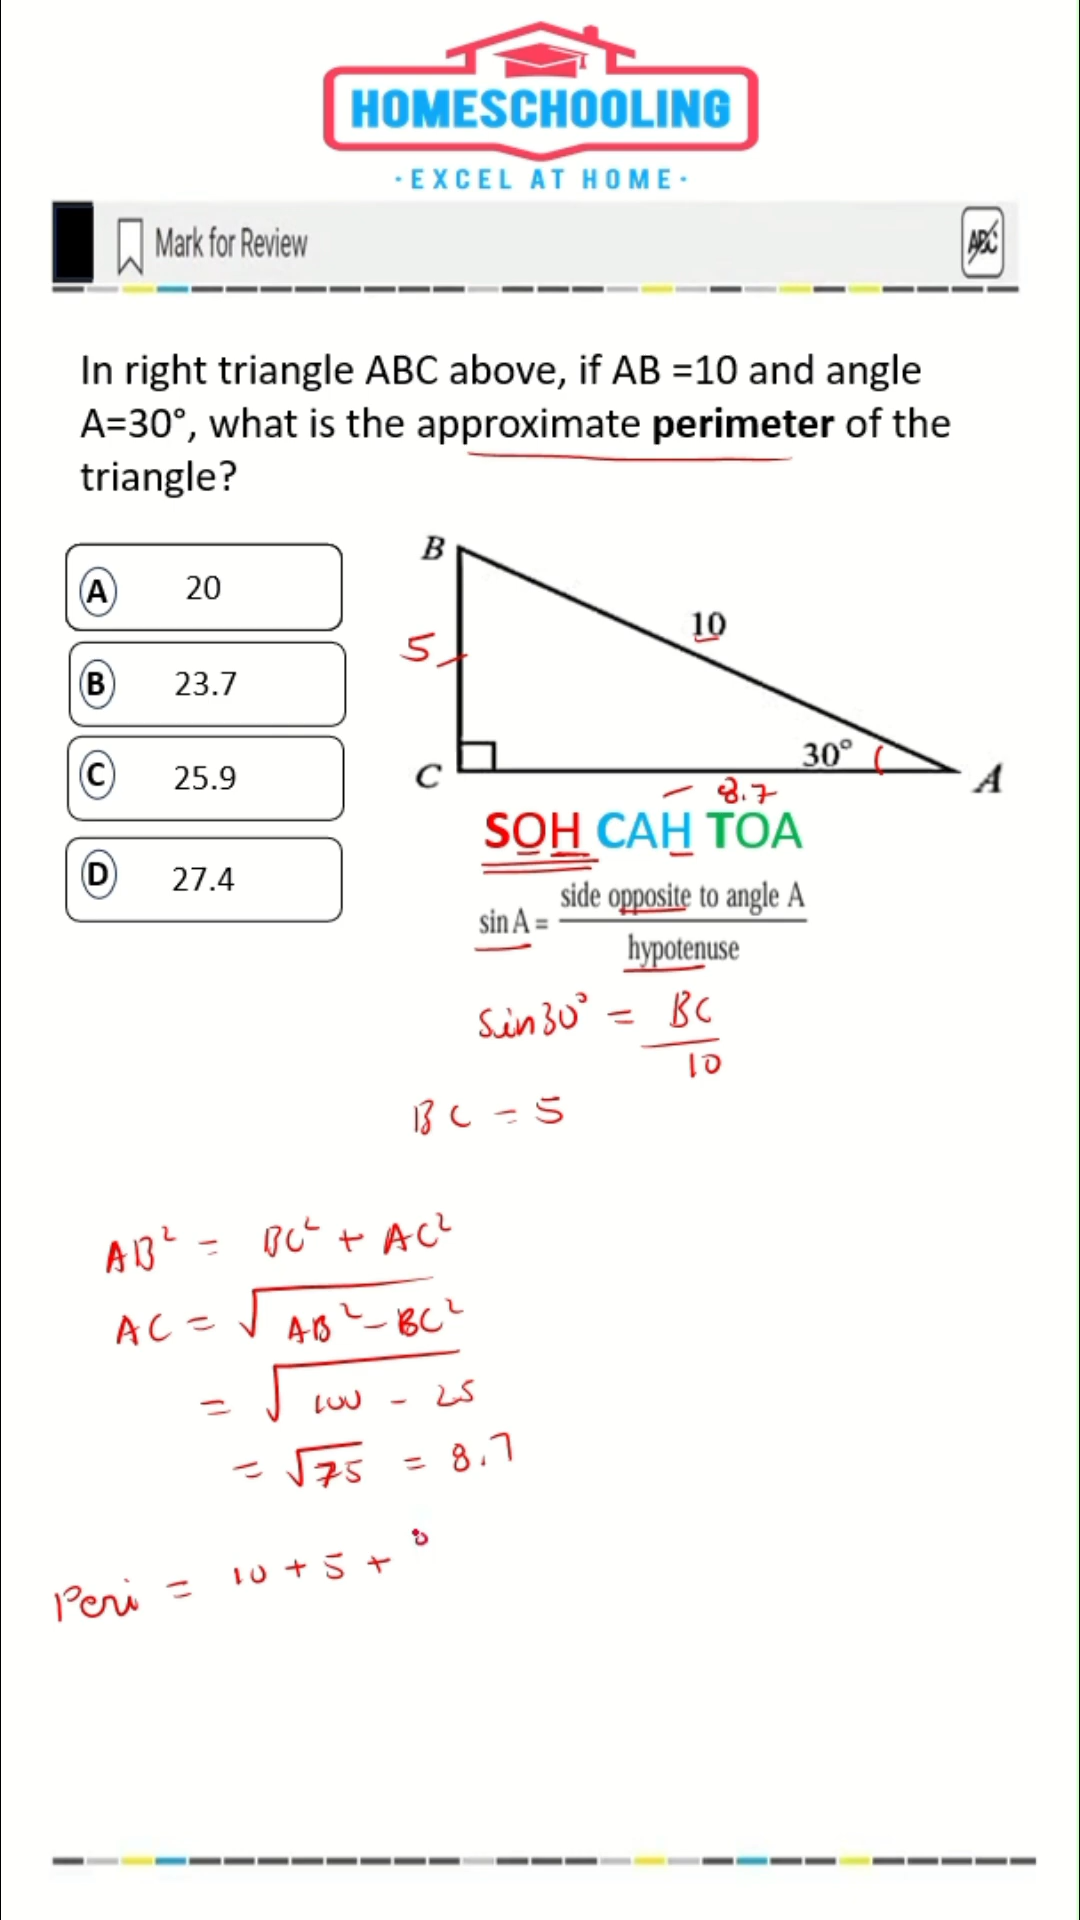 HOMESCHOOLING
·EXCEL AT HOME·
Mark for Review
ABC
In right triangle ABC above, if AB =10 and angle
A=30°, what is the approximate perimeter of the
triangle?
A 20
B 23.7
C 25.9
D 27.4
B
10
5
30°
C
A
8.7
SOH CAH TOA
sin A = side opposite to angle A
hypotenuse
Sin30° = BC
10
BC = 5
AB² = BC² + AC²
AC = √AB² – BC²
= √100 – 25
= √75 = 8.7
Peri = 10 + 5 +